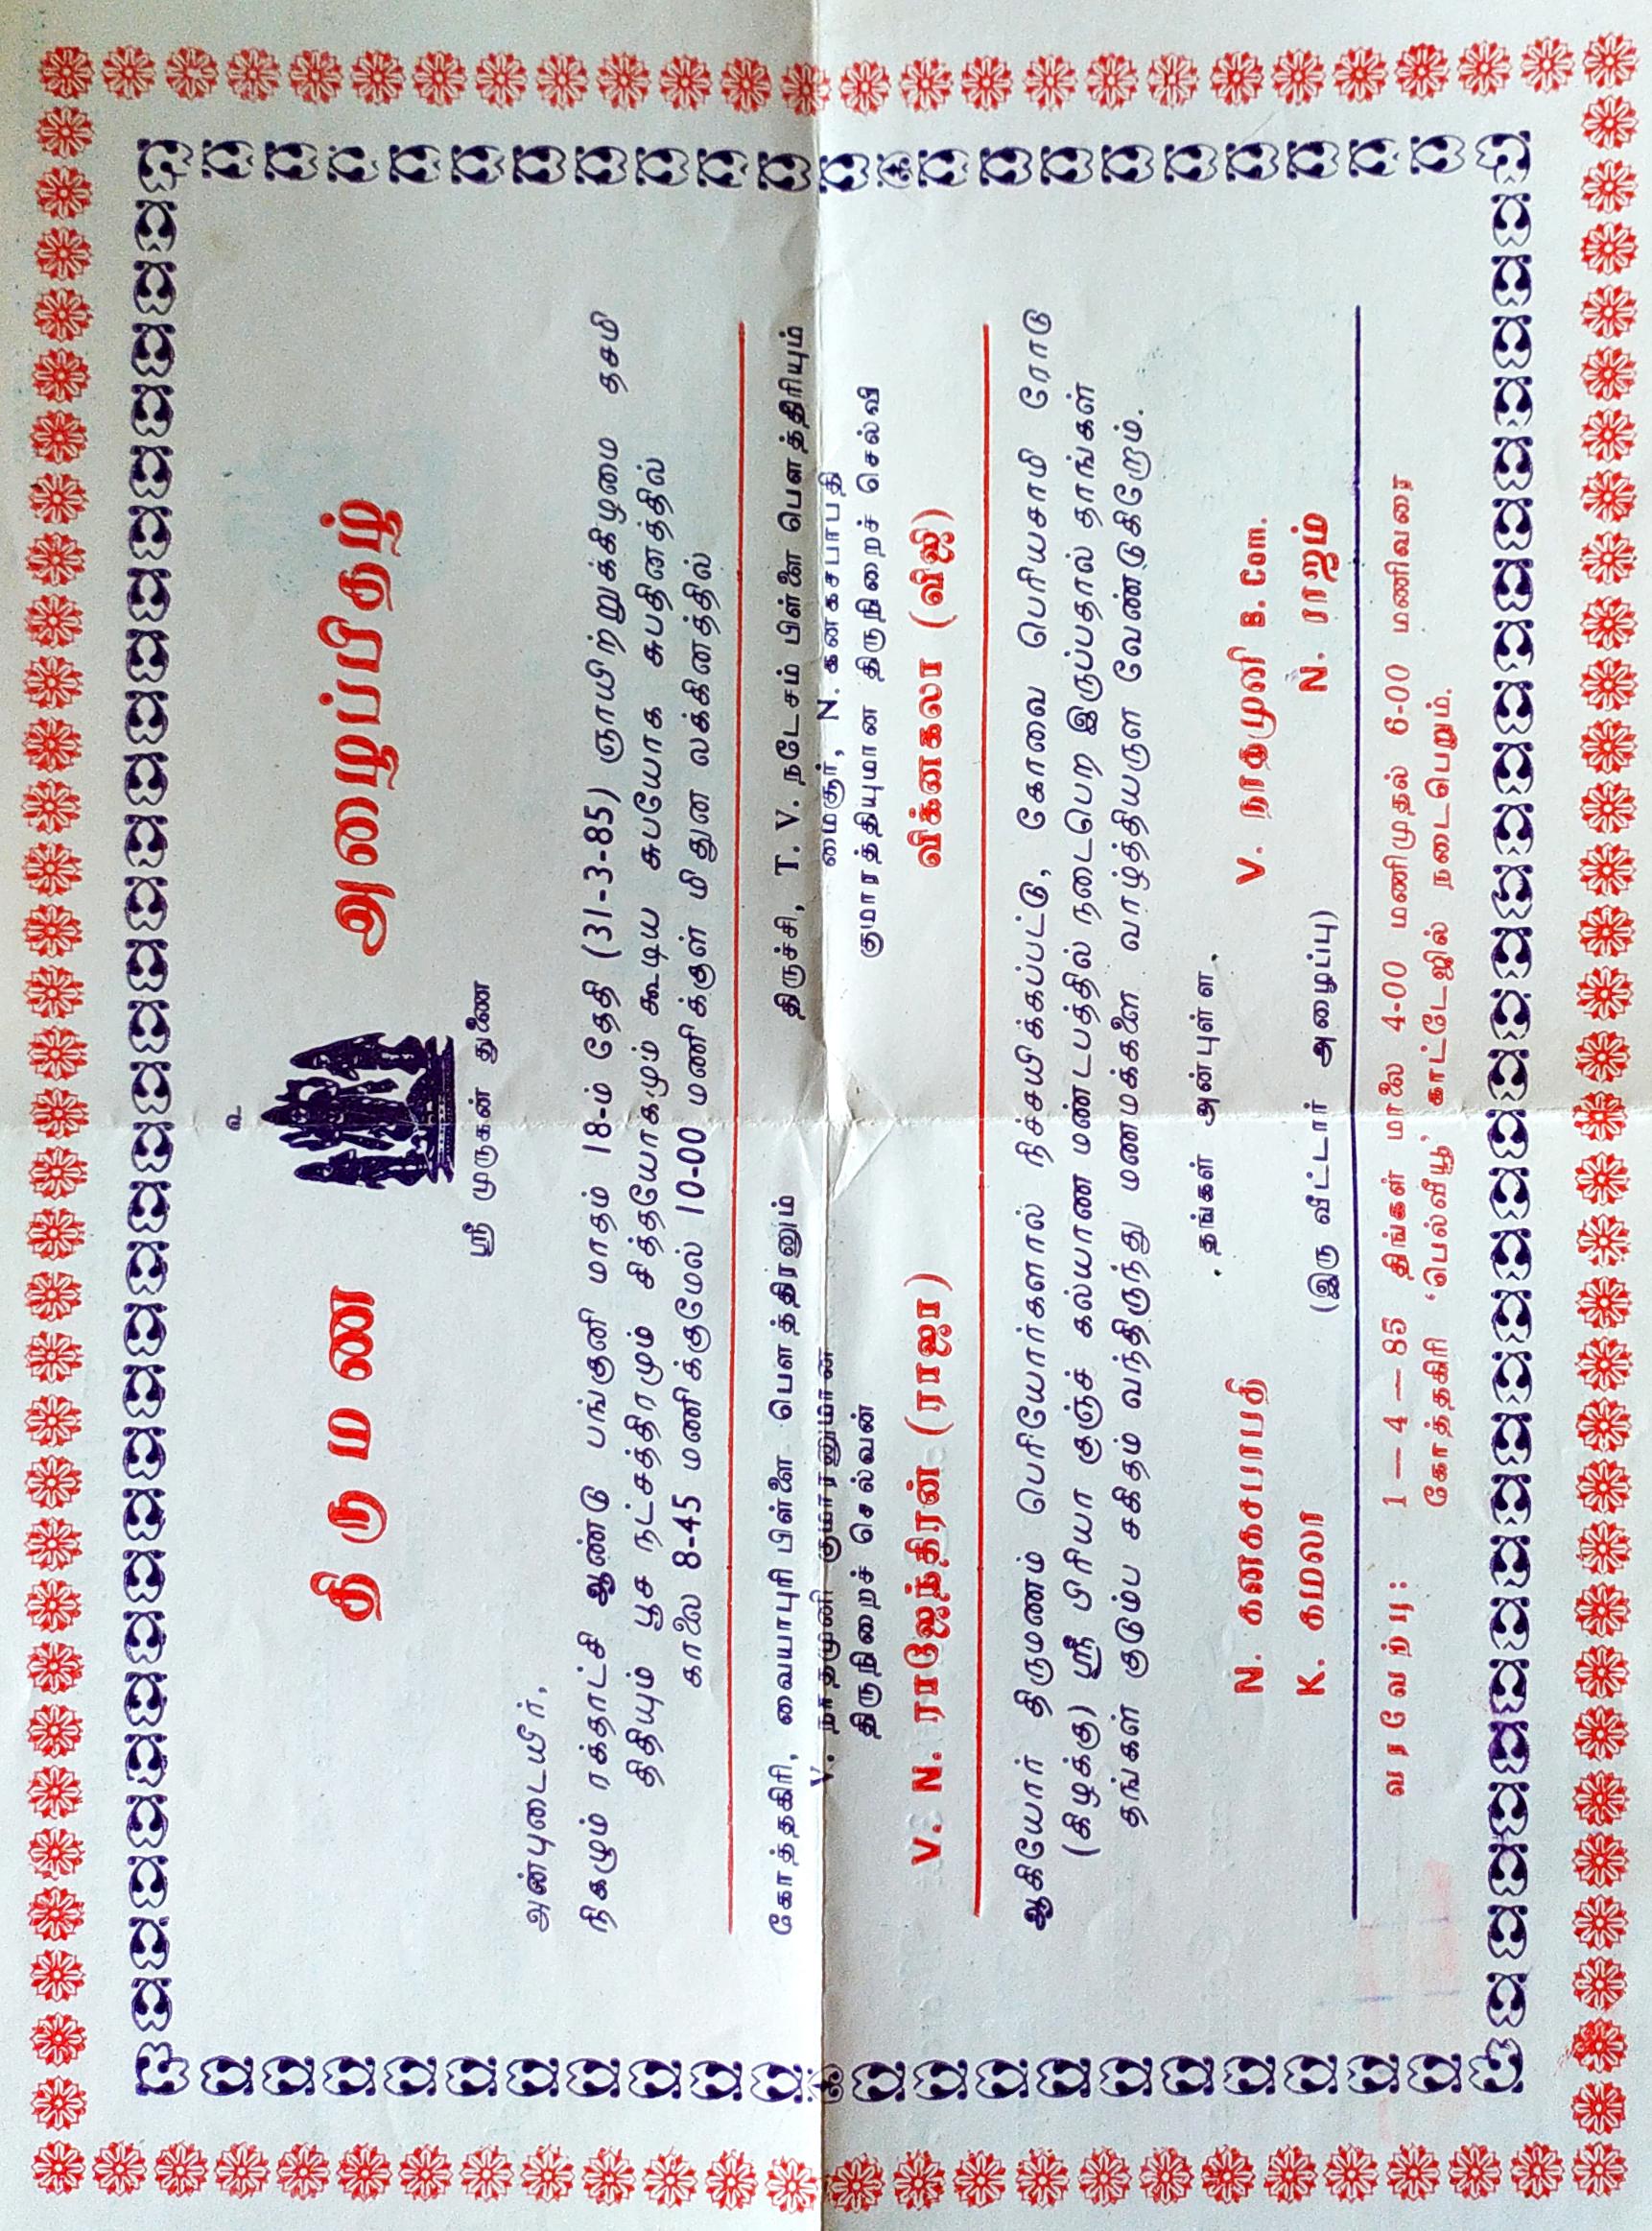 உ
திருமண அழைப்பிதழ்
ஸ்ரீ முருகன் துணை
அன்புடையீர்,
நிகழும் ரக்தாட்சி ஆண்டு பங்குனி மாதம் 18-ம் தேதி (31-3-85) ஞாயிற்றுக்கிழமை தசமி
திதியும் பூச நட்சத்திரமும் சித்தயோகமும் கூடிய சுபயோக சுபதினத்தில்
காலை 8-45 மணிக்குமேல் 10-00 மணிக்குள் மிதுன லக்கினத்தில்
கோத்தகிரி, வையாபுரி பிள்ளை பௌத்திரனும்
V. நாதமுனி குமாரனுமான
திருநிறைச் செல்வன்
V. N. ராஜேந்திரன் (ராஜா)
திருச்சி, T. V. நடேசம் பிள்ளை பௌத்திரியும்
மைசூர், N. கனகசபாபதி
குமாரத்தியுமான திருநிறைச் செல்வி
விக்னகலா (விஜி)
ஆகியோர் திருமணம் பெரியோர்களால் நிச்சயிக்கப்பட்டு, கோவை பெரியசாமி ரோடு
(கிழக்கு) ஸ்ரீ பிரியா குஞ்ச் கல்யாண மண்டபத்தில் நடைபெற இருப்பதால் தாங்கள்
தங்கள் குடும்ப சகிதம் வந்திருந்து மணமக்களை வாழ்த்தியருள வேண்டுகிறோம்.
தங்கள் அன்புள்ள
N. கனகசபாபதி V. நாதமுனி B. Com.
K. கமலா N. ராஜம்
(இரு வீட்டார் அழைப்பு)
வரவேற்பு: 1—4—85 திங்கள் மாலை 4-00 மணிமுதல் 6-00 மணிவரை
கோத்தகிரி ‘பெல்வியூ’ காட்டேஜில் நடைபெறும்.